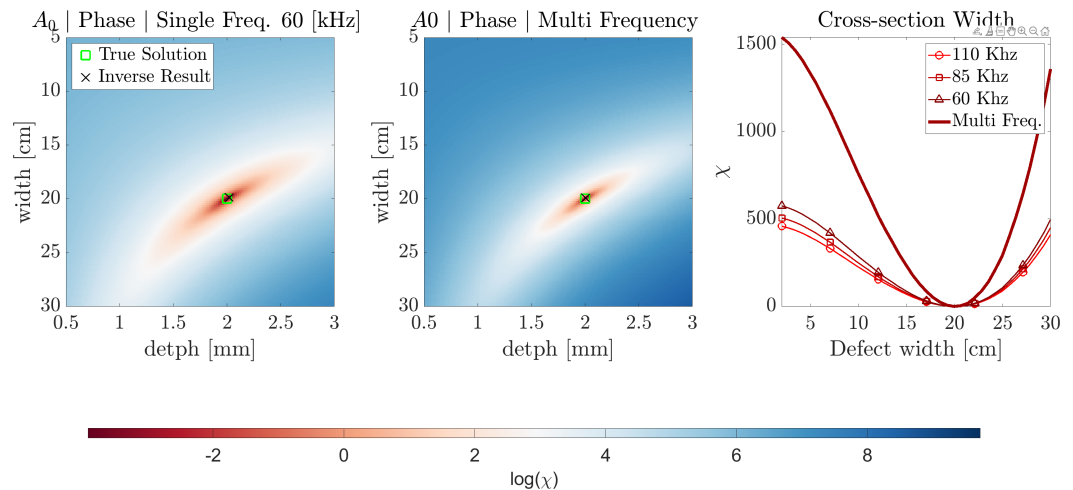 A₀ | Phase | Single Freq. 60 [kHz]
5
10
15
20
25
30
width [cm]
True Solution
Inverse Result
0.5 1 1.5 2 2.5 3
detph [mm]
A0 | Phase | Multi Frequency
5
10
15
20
25
30
width [cm]
0.5 1 1.5 2 2.5 3
detph [mm]
Cross-section Width
1500
1000
500
0
χ
110 Khz
85 Khz
60 Khz
Multi Freq.
5 10 15 20 25 30
Defect width [cm]
-2 0 2 4 6 8
log(χ)